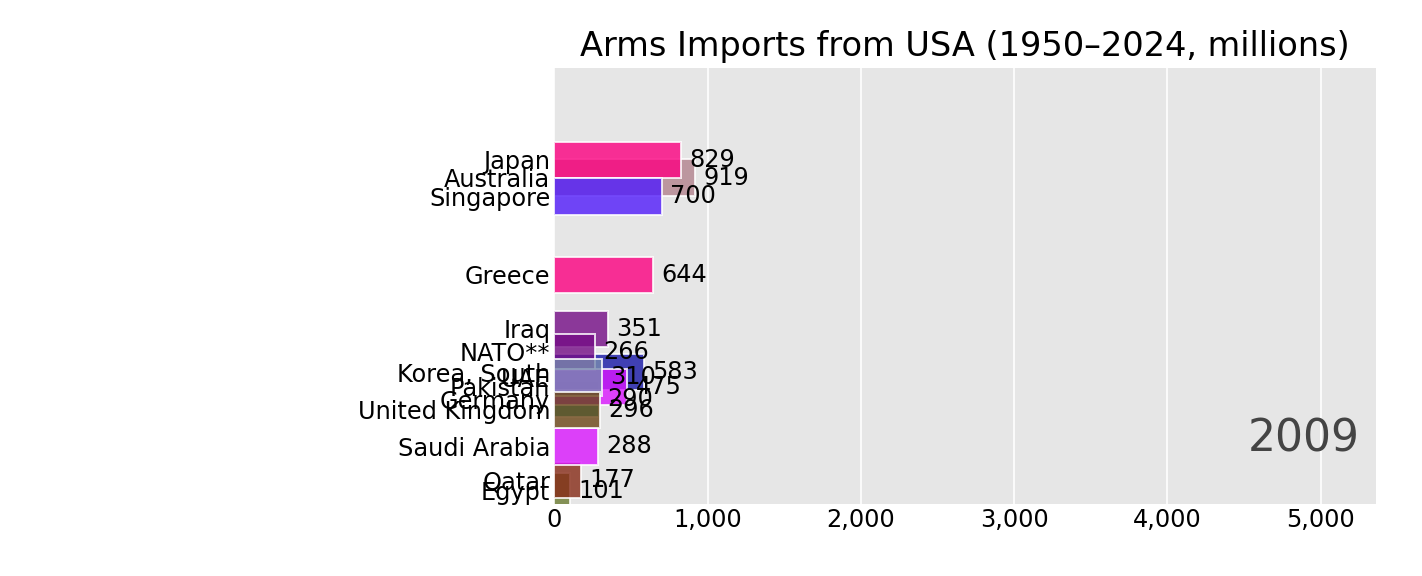 Arms Imports from USA (1950–2024, millions)
Japan 829
Australia 919
Singapore 700
Greece 644
Iraq 351
NATO** 266
Korea, South 583
UAE 310
Pakistan 475
Germany 290
United Kingdom 296
Saudi Arabia 288
Qatar 177
Egypt 101
2009
0 1,000 2,000 3,000 4,000 5,000